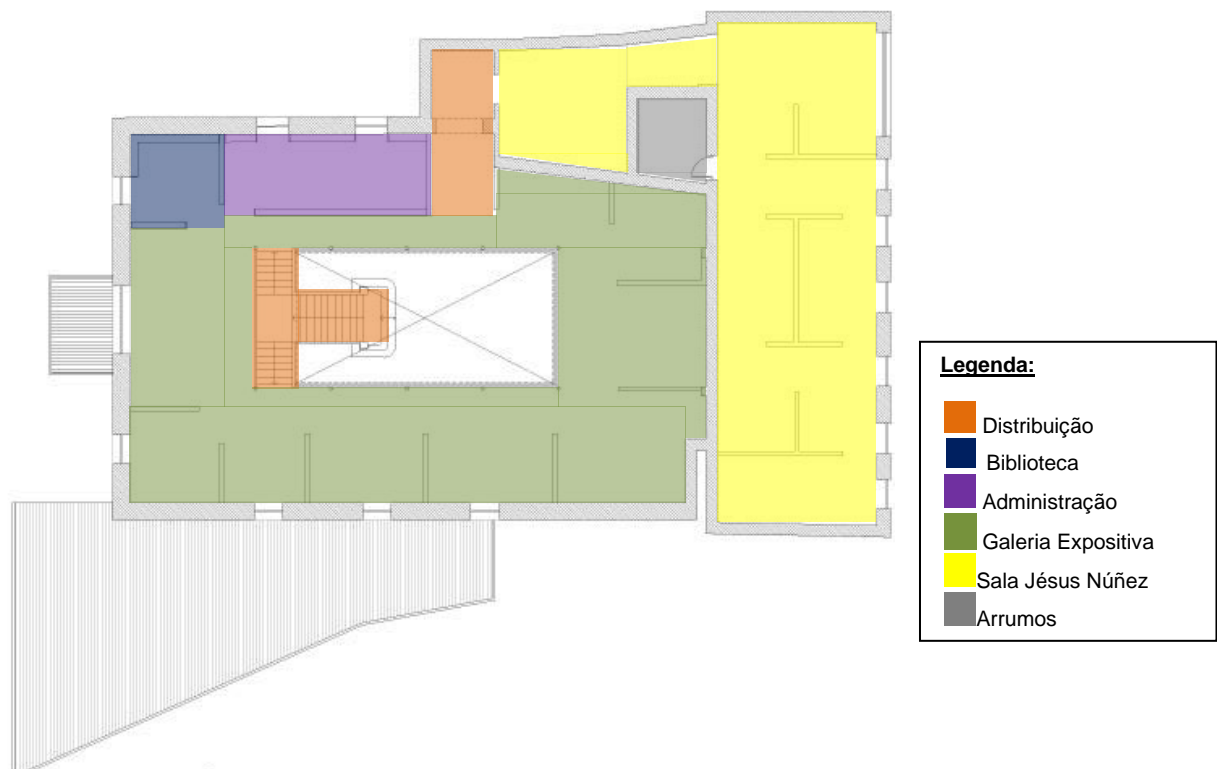 Legenda:
Distribuição
Biblioteca
Administração
Galeria Expositiva
Sala Jésus Núñez
Arrumos